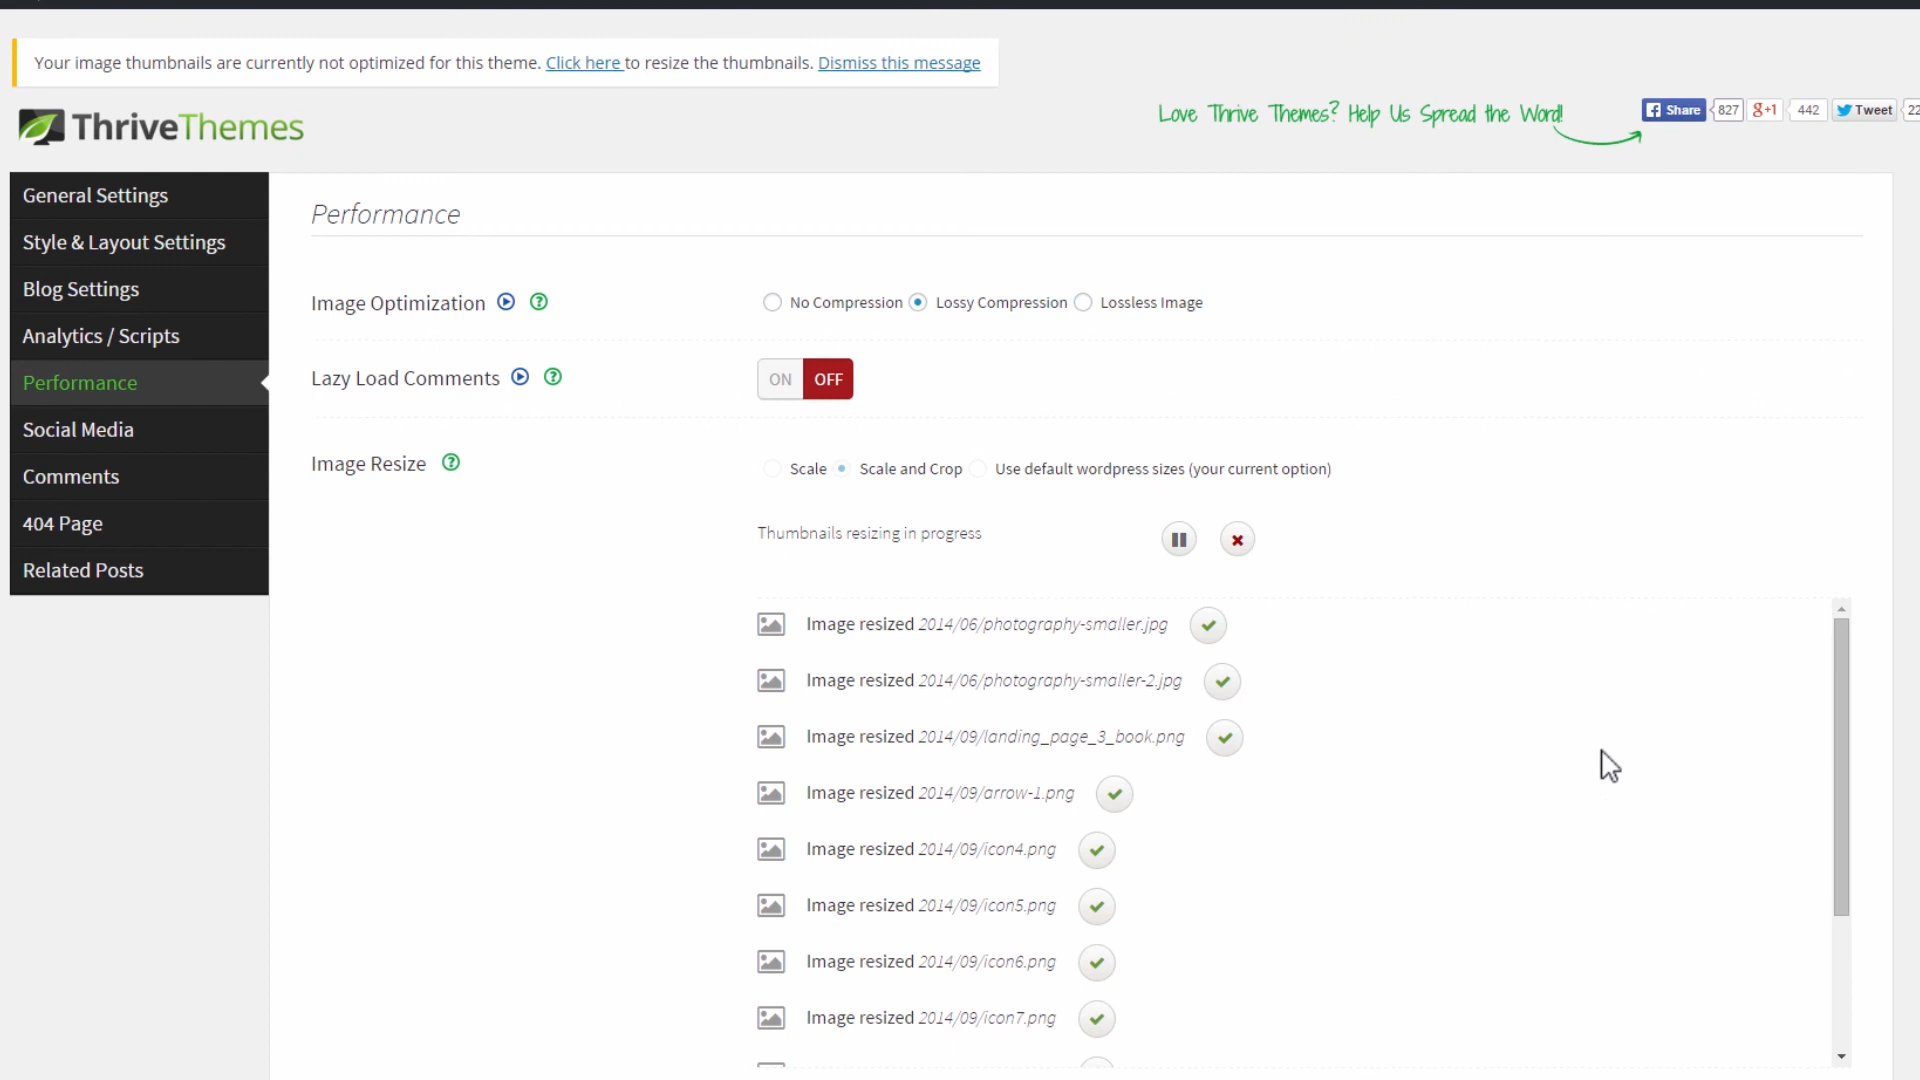 Your image thumbnails are currently not optimized for this theme. Click here to resize the thumbnails. Dismiss this message
ThriveThemes
Love Thrive Themes? Help Us Spread the Word!
Share 827 g+1 442 Tweet 22
General Settings
Style & Layout Settings
Blog Settings
Analytics / Scripts
Performance
Social Media
Comments
404 Page
Related Posts
Performance
Image Optimization
No Compression Lossy Compression Lossless Image
Lazy Load Comments
ON OFF
Image Resize
Scale Scale and Crop Use default wordpress sizes (your current option)
Thumbnails resizing in progress
Image resized 2014/06/photography-smaller.jpg
Image resized 2014/06/photography-smaller-2.jpg
Image resized 2014/09/landing_page_3_book.png
Image resized 2014/09/arrow-1.png
Image resized 2014/09/icon4.png
Image resized 2014/09/icon5.png
Image resized 2014/09/icon6.png
Image resized 2014/09/icon7.png